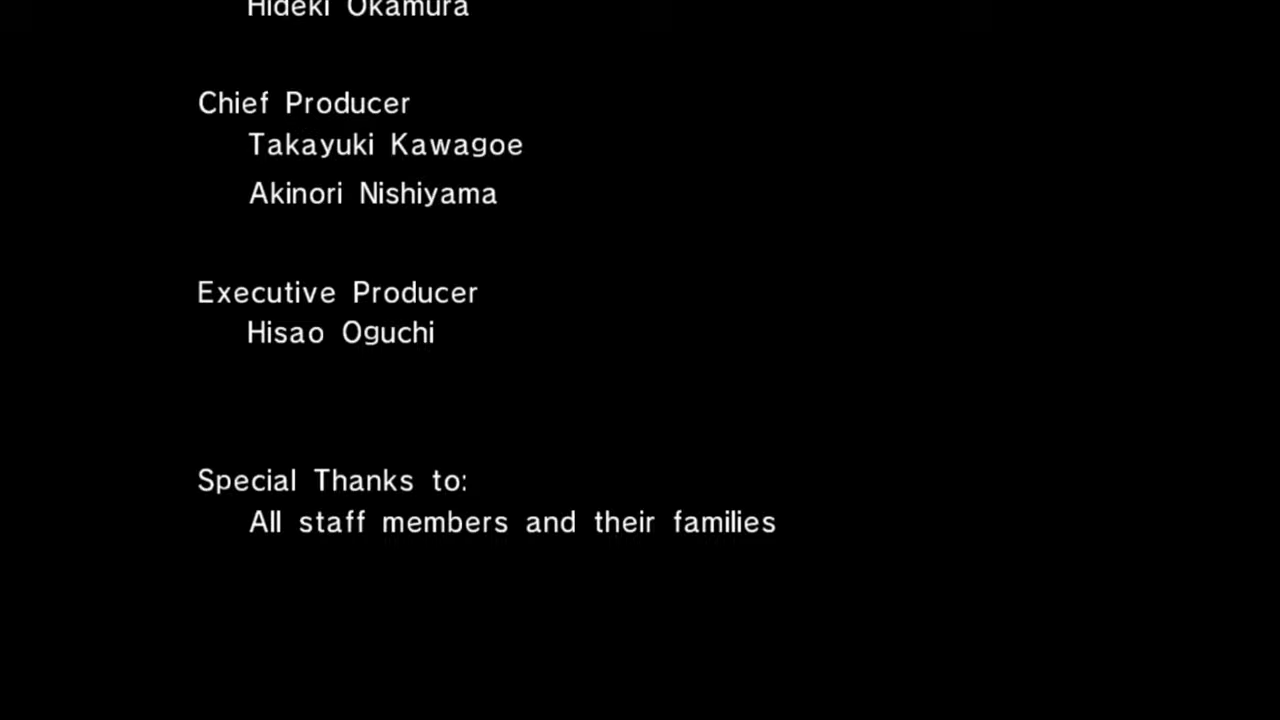 Hideki Okamura
Chief Producer
Takayuki Kawagoe
Akinori Nishiyama
Executive Producer
Hisao Oguchi
Special Thanks to:
All staff members and their families